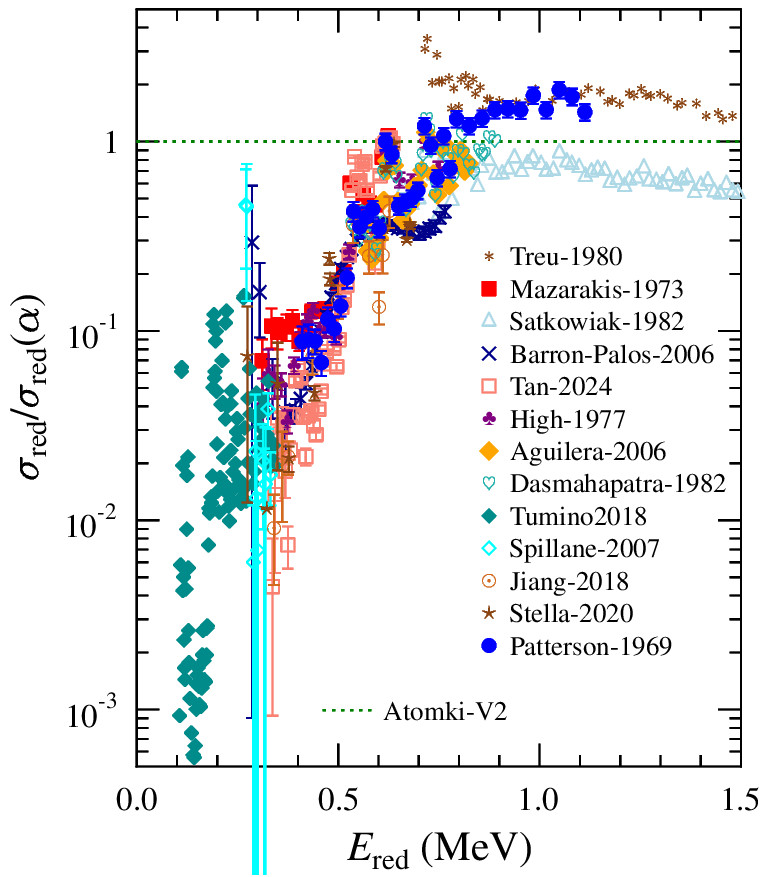 σred/σred(α)
1
10-1
10-2
10-3
Treu-1980
Mazarakis-1973
Satkowiak-1982
Barron-Palos-2006
Tan-2024
High-1977
Aguilera-2006
Dasmahapatra-1982
Tumino2018
Spillane-2007
Jiang-2018
Stella-2020
Patterson-1969
Atomki-V2
0.0 0.5 1.0 1.5
Ered (MeV)